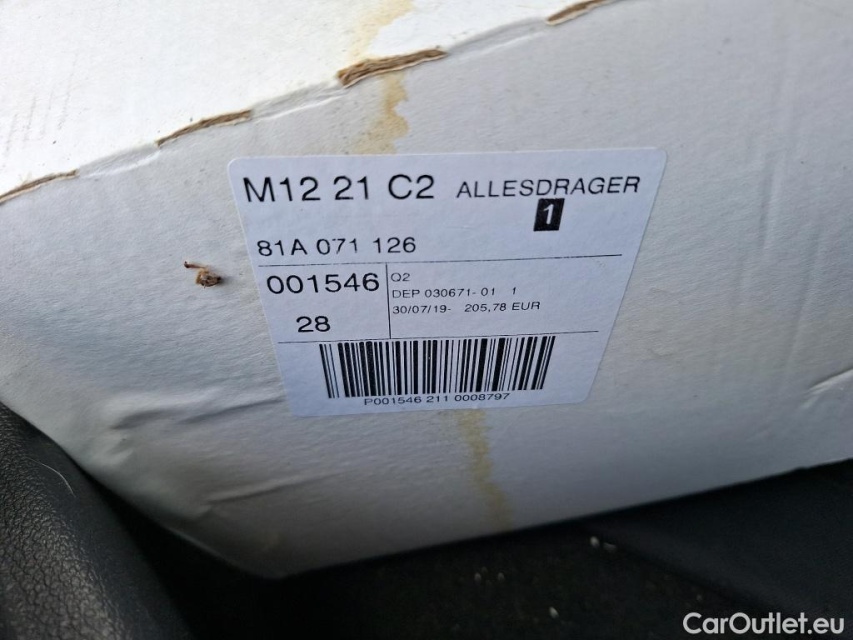 M12 21 C2 ALLESDRAGER
1
81A 071 126
001546
28
Q2
DEP 030671- 01 1
30/07/19- 205,78 EUR
P001546 211 0008797
CarOutlet.eu